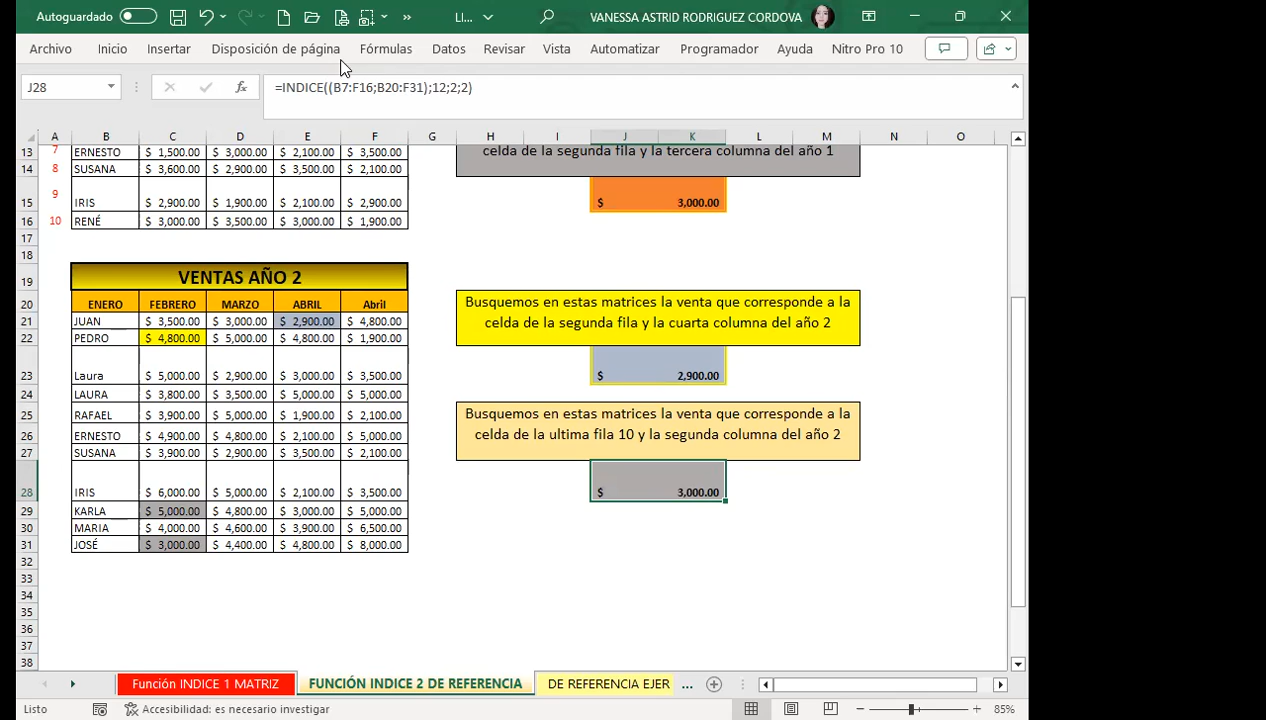 Autoguardado
LI...
VANESSA ASTRID RODRIGUEZ CORDOVA
Archivo Inicio Insertar Disposición de página Fórmulas Datos Revisar Vista Automatizar Programador Ayuda Nitro Pro 10
J28
fx
=INDICE((B7:F16;B20:F31);12;2;2)
A B C D E F G H I J K L M N O
13 7 ERNESTO $ 1,500.00 $ 3,000.00 $ 2,100.00 $ 3,500.00
celda de la segunda fila y la tercera columna del año 1
14 8 SUSANA $ 3,600.00 $ 2,900.00 $ 3,500.00 $ 2,100.00
15 9 IRIS $ 2,900.00 $ 1,900.00 $ 2,100.00 $ 2,900.00 $ 3,000.00
16 10 RENÉ $ 3,000.00 $ 3,500.00 $ 3,000.00 $ 1,900.00
17
18
19 VENTAS AÑO 2
20 ENERO FEBRERO MARZO ABRIL Abril
Busquemos en estas matrices la venta que corresponde a la
celda de la segunda fila y la cuarta columna del año 2
21 JUAN $ 3,500.00 $ 3,000.00 $ 2,900.00 $ 4,800.00
22 PEDRO $ 4,800.00 $ 5,000.00 $ 4,800.00 $ 1,900.00
23 Laura $ 5,000.00 $ 2,900.00 $ 3,000.00 $ 3,500.00 $ 2,900.00
24 LAURA $ 3,800.00 $ 3,500.00 $ 5,000.00 $ 5,000.00
25 RAFAEL $ 3,900.00 $ 5,000.00 $ 1,900.00 $ 2,100.00
Busquemos en estas matrices la venta que corresponde a la
celda de la ultima fila 10 y la segunda columna del año 2
26 ERNESTO $ 4,900.00 $ 4,800.00 $ 2,100.00 $ 5,000.00
27 SUSANA $ 3,900.00 $ 2,900.00 $ 3,500.00 $ 2,100.00
28 IRIS $ 6,000.00 $ 5,000.00 $ 2,100.00 $ 3,500.00 $ 3,000.00
29 KARLA $ 5,000.00 $ 4,800.00 $ 3,000.00 $ 5,000.00
30 MARIA $ 4,000.00 $ 4,600.00 $ 3,900.00 $ 6,500.00
31 JOSÉ $ 3,000.00 $ 4,400.00 $ 4,800.00 $ 8,000.00
32
33
34
35
36
37
38
Función INDICE 1 MATRIZ FUNCIÓN INDICE 2 DE REFERENCIA DE REFERENCIA EJER ...
Listo Accesibilidad: es necesario investigar 85%